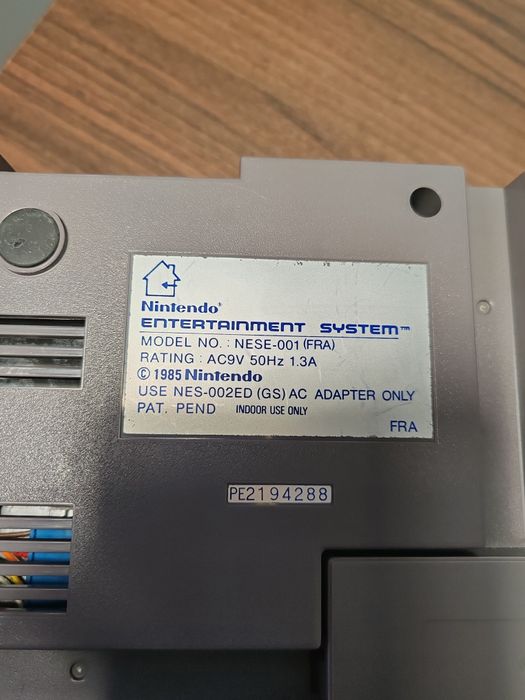 Nintendo®
ENTERTAINMENT SYSTEM™
MODEL NO. : NESE-001 (FRA)
RATING : AC9V 50Hz 1.3A
© 1985 Nintendo
USE NES-002ED (GS) AC ADAPTER ONLY
PAT. PEND INDOOR USE ONLY
FRA
PE2194288